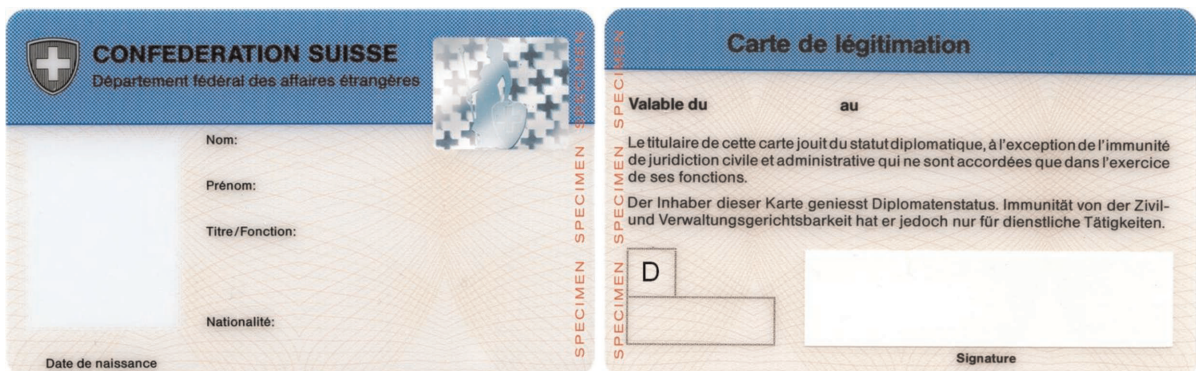 CONFEDERATION SUISSE
Département fédéral des affaires étrangères
Nom:
Prénom:
Titre/Fonction:
Nationalité:
Date de naissance
SPECIMEN SPECIMEN SPECIMEN SPECIMEN
Carte de légitimation
Valable du au
Le titulaire de cette carte jouit du statut diplomatique, à l'exception de l'immunité
de juridiction civile et administrative qui ne sont accordées que dans l'exercice
de ses fonctions.
Der Inhaber dieser Karte geniesst Diplomatenstatus. Immunität von der Zivil-
und Verwaltungsgerichtsbarkeit hat er jedoch nur für dienstliche Tätigkeiten.
D
Signature
SPECIMEN SPECIMEN SPECIMEN SPECIMEN